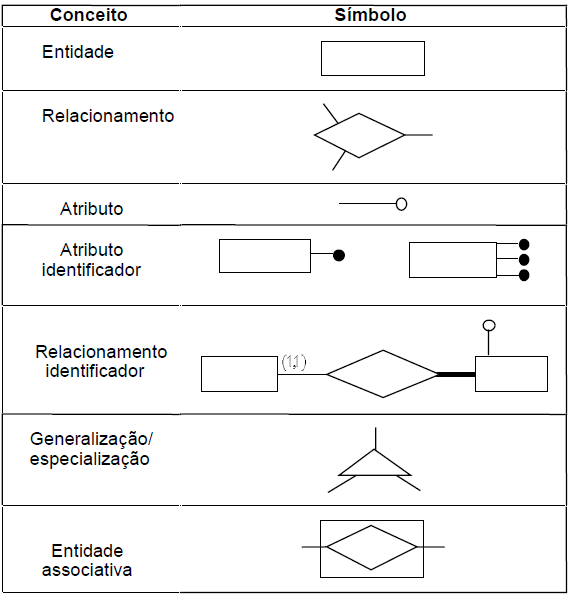 Conceito Símbolo
Entidade
Relacionamento
Atributo
Atributo
identificador
Relacionamento
identificador
(1,1)
Generalização/
especialização
Entidade
associativa